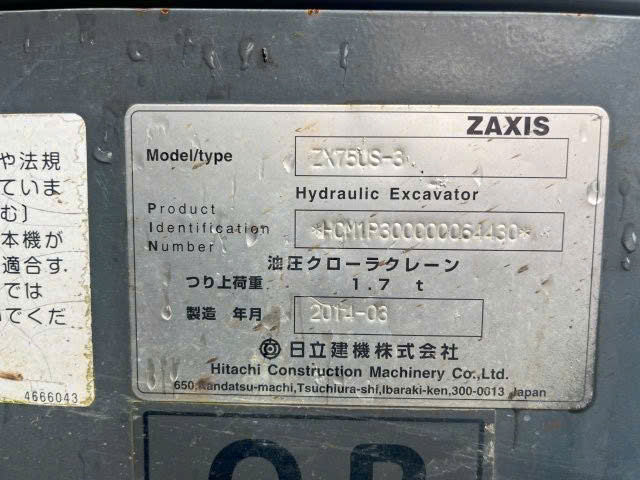 や法規
ていま
む]
本機が
適合す.
では
いでくだ
4666043
ZAXIS
Model/type ZX75US-3
Hydraulic Excavator
Product
Identification *HCM1P300000064430*
Number
油圧クローラクレーン
つり上荷重 1.7 t
製造 年月 2014-03
日立建機株式会社
Hitachi Construction Machinery Co.,Ltd.
650,Kandatsu-machi,Tsuchiura-shi,Ibaraki-ken,300-0013 Japan